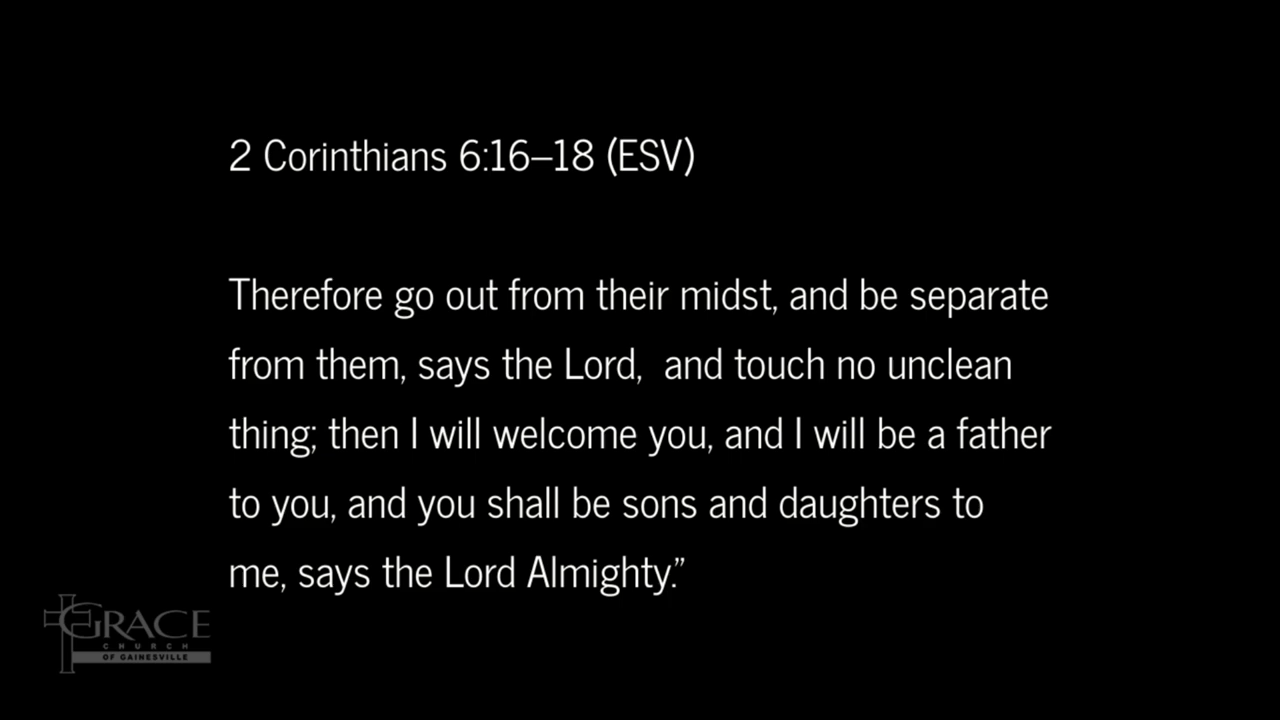 2 Corinthians 6:16–18 (ESV)
Therefore go out from their midst, and be separate
from them, says the Lord,  and touch no unclean
thing; then I will welcome you, and I will be a father
to you, and you shall be sons and daughters to
me, says the Lord Almighty.”
GRACE
CHURCH
OF GAINESVILLE